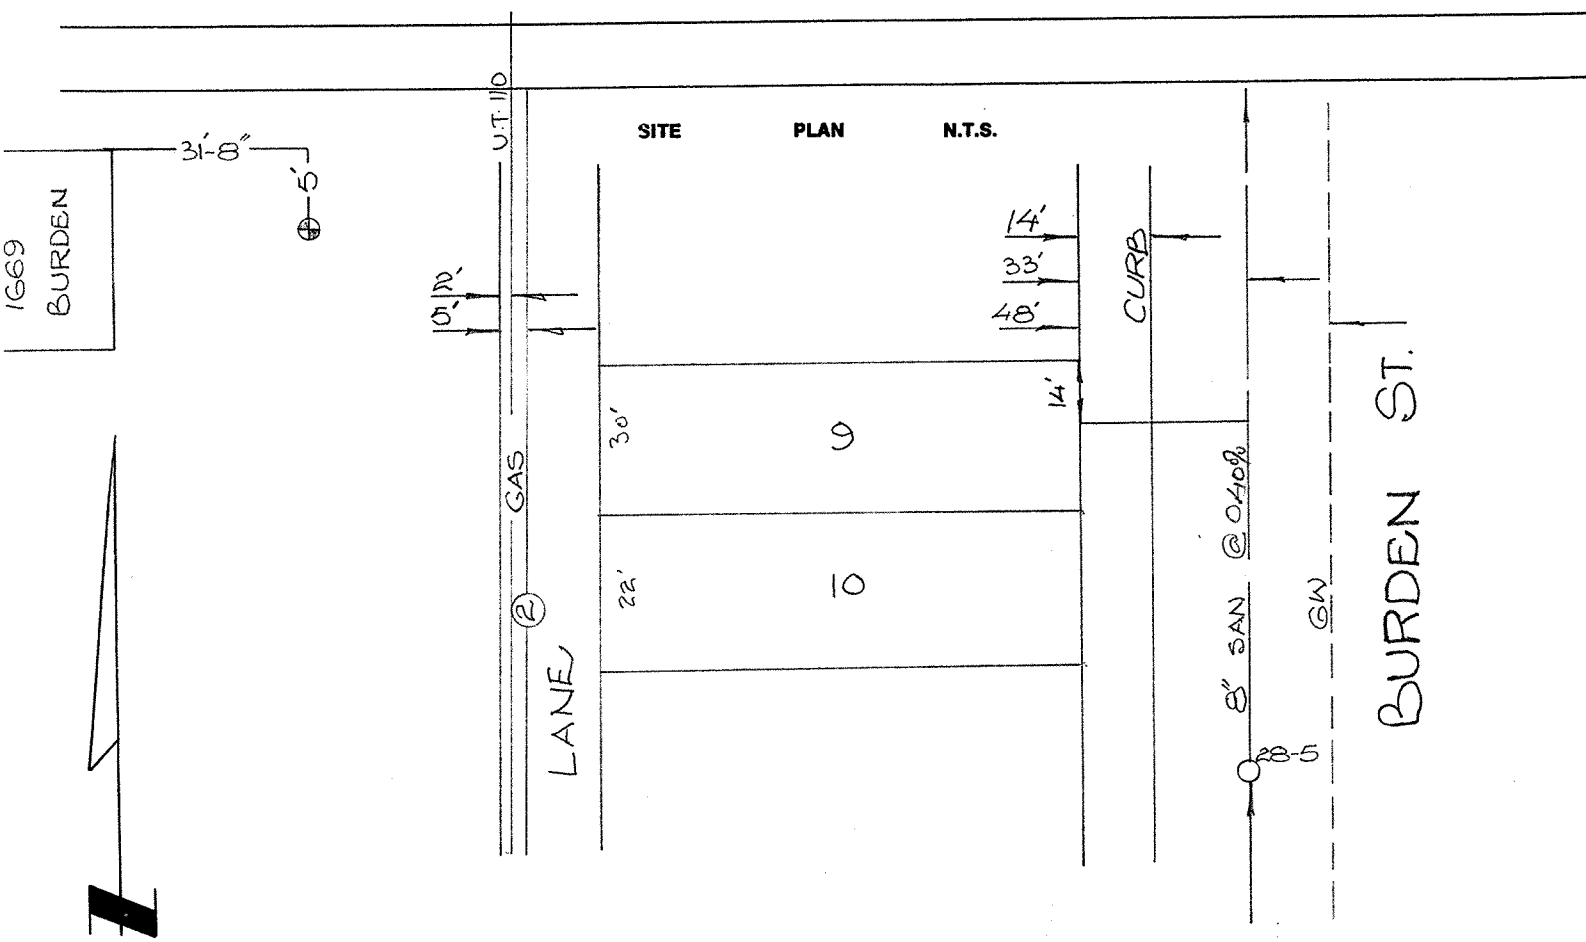 SITE PLAN N.T.S.
U.T. 110
31'-8"
5'
1669
BURDEN
2'
5'
14'
33'
48'
CURB
14'
30'
9
GAS
22'
10
2
LANE
8" SAN @ 0.40%
28-5
GW
BURDEN ST.